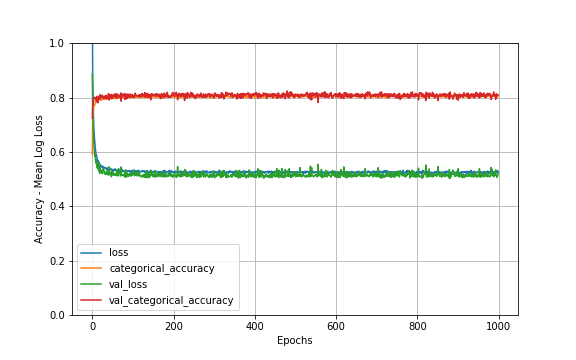 1.0
0.8
0.6
0.4
0.2
0.0
Accuracy - Mean Log Loss
loss
categorical_accuracy
val_loss
val_categorical_accuracy
0
200
400
600
800
1000
Epochs